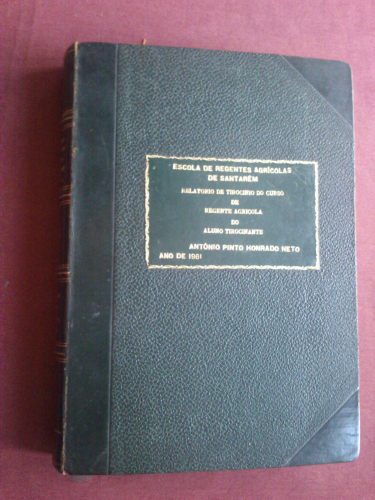 ESCOLA DE REGENTES AGRÍCOLAS
DE SANTARÉM
RELATORIO DE TIROCINIO DO CURSO
DE
REGENTE AGRICOLA
DO
ALUNO TIROCINANTE
ANTÓNIO PINTO HONRADO NETO
ANO DE 1961